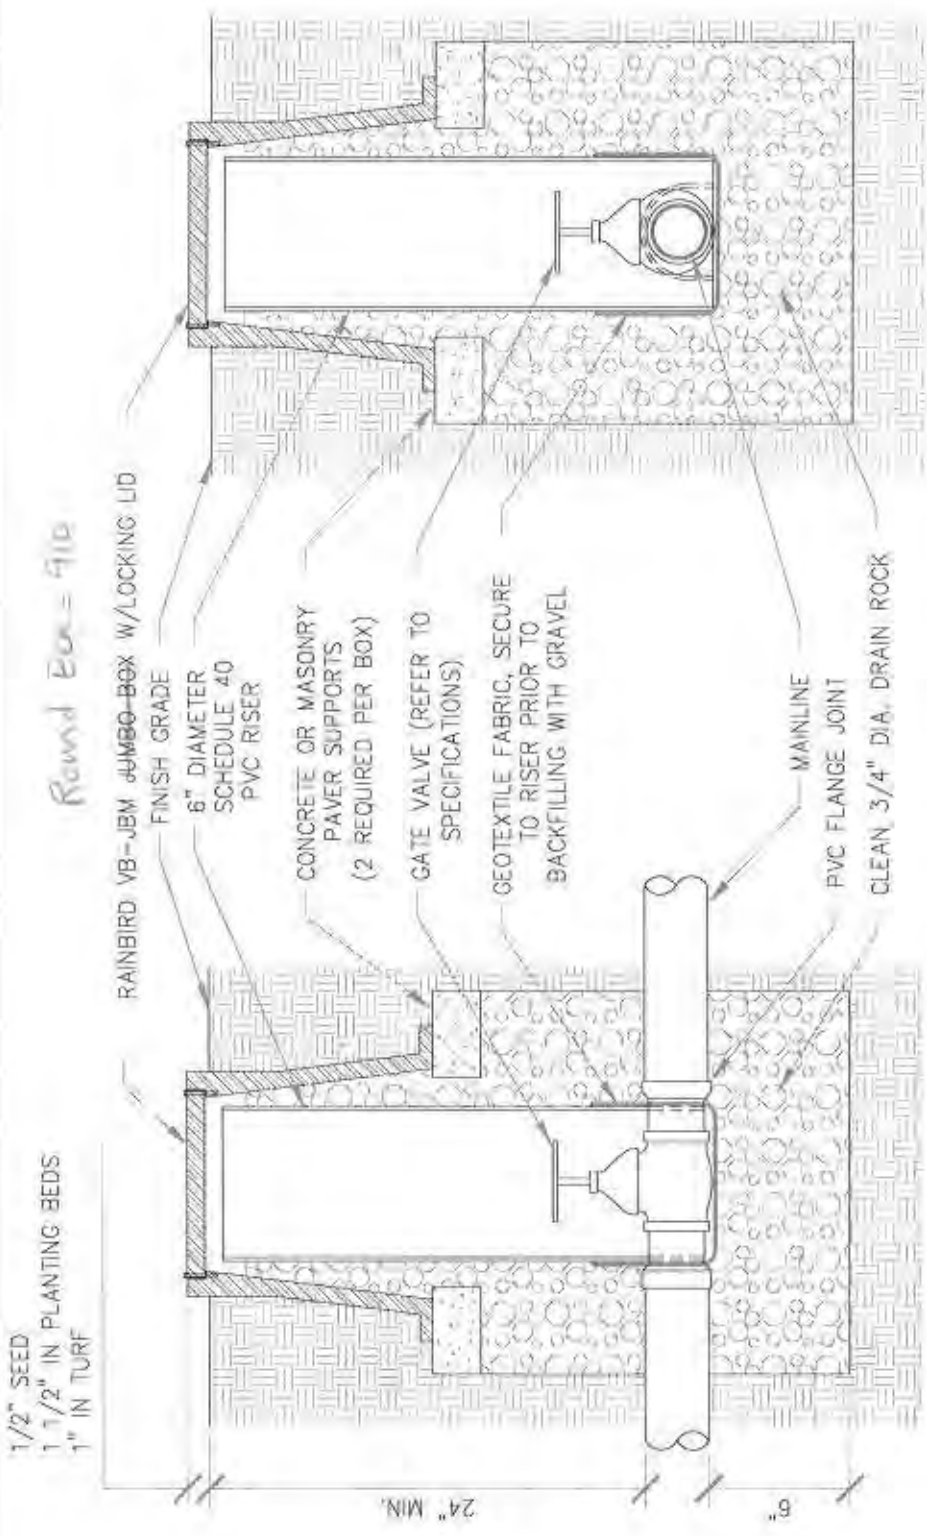 1/2" SEED
1 1/2" IN PLANTING BEDS
1" IN TURF
Round Box = 910
RAINBIRD VB-JBM JUMBO BOX W/LOCKING LID
FINISH GRADE
6" DIAMETER
SCHEDULE 40
PVC RISER
CONCRETE OR MASONRY
PAVER SUPPORTS
(2 REQUIRED PER BOX)
GATE VALVE (REFER TO
SPECIFICATIONS)
GEOTEXTILE FABRIC, SECURE
TO RISER PRIOR TO
BACKFILLING WITH GRAVEL
MAINLINE
PVC FLANGE JOINT
CLEAN, 3/4" DIA. DRAIN ROCK
24" MIN.
6"